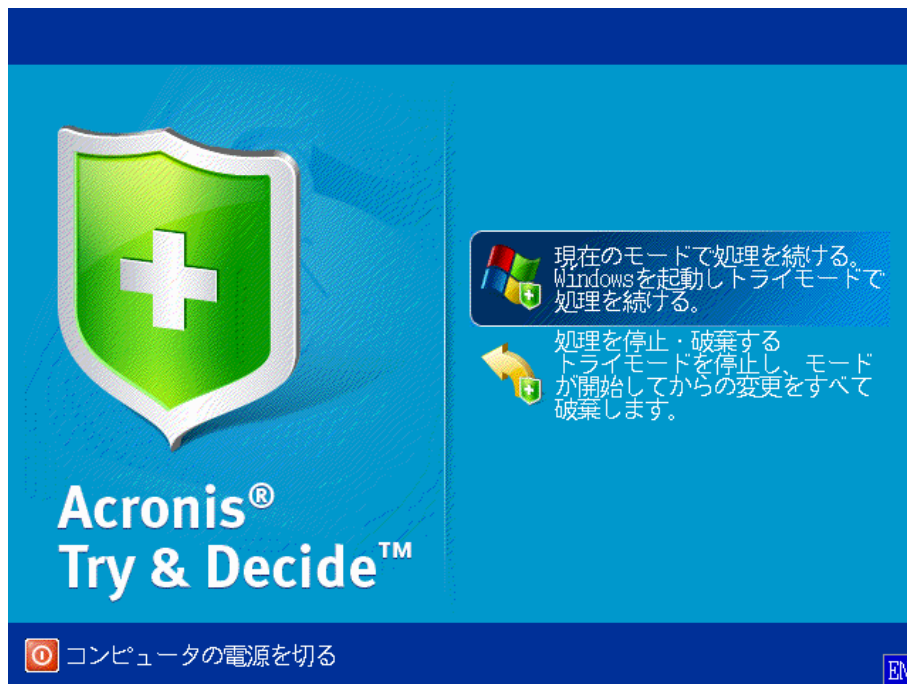 Acronis®
Try & Decide™
現在のモードで処理を続ける。
Windowsを起動しトライモードで
処理を続ける。
処理を停止・破棄する
トライモードを停止し、モード
が開始してからの変更をすべて
破棄します。
コンピュータの電源を切る
EN